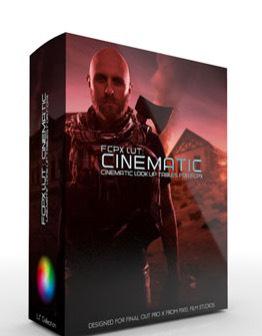 FCPX LUT
CINEMATIC
CINEMATIC LOOK UP TABLES FOR FCPX
DESIGNED FOR FINAL CUT PRO X FROM PIXEL FILM STUDIOS
FCPX LUT : CINEMATIC